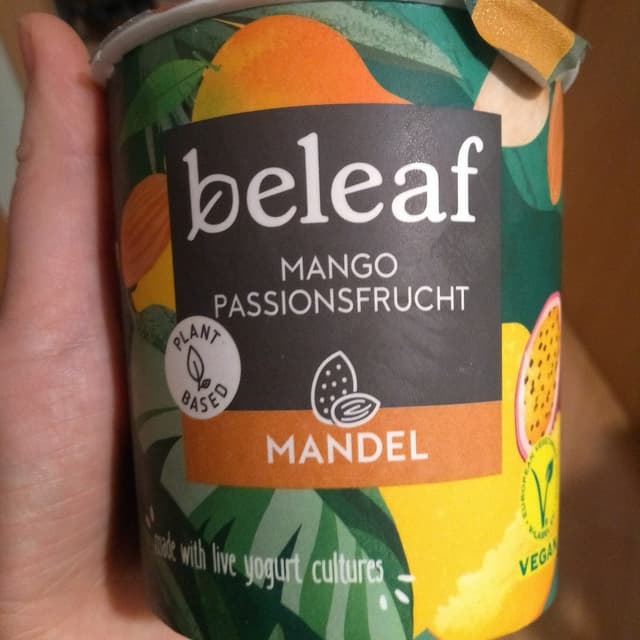 beleaf
MANGO
PASSIONSFRUCHT
PLANT
BASED
MANDEL
made with live yogurt cultures
VEGAN